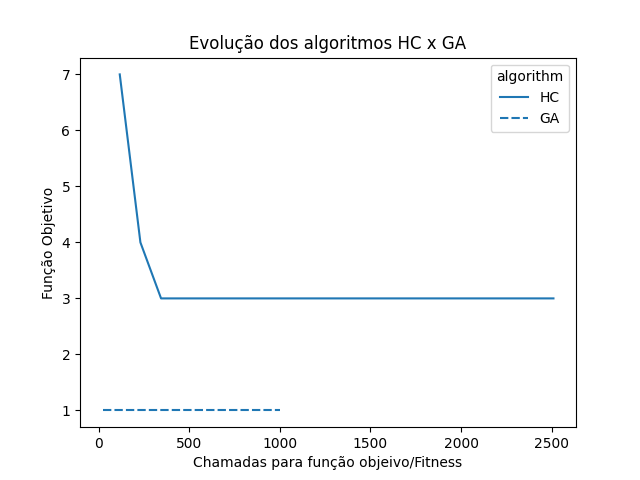 Evolução dos algoritmos HC x GA
algorithm
HC
GA
Função Objetivo
7
6
5
4
3
2
1
0
500
1000
1500
2000
2500
Chamadas para função objeivo/Fitness